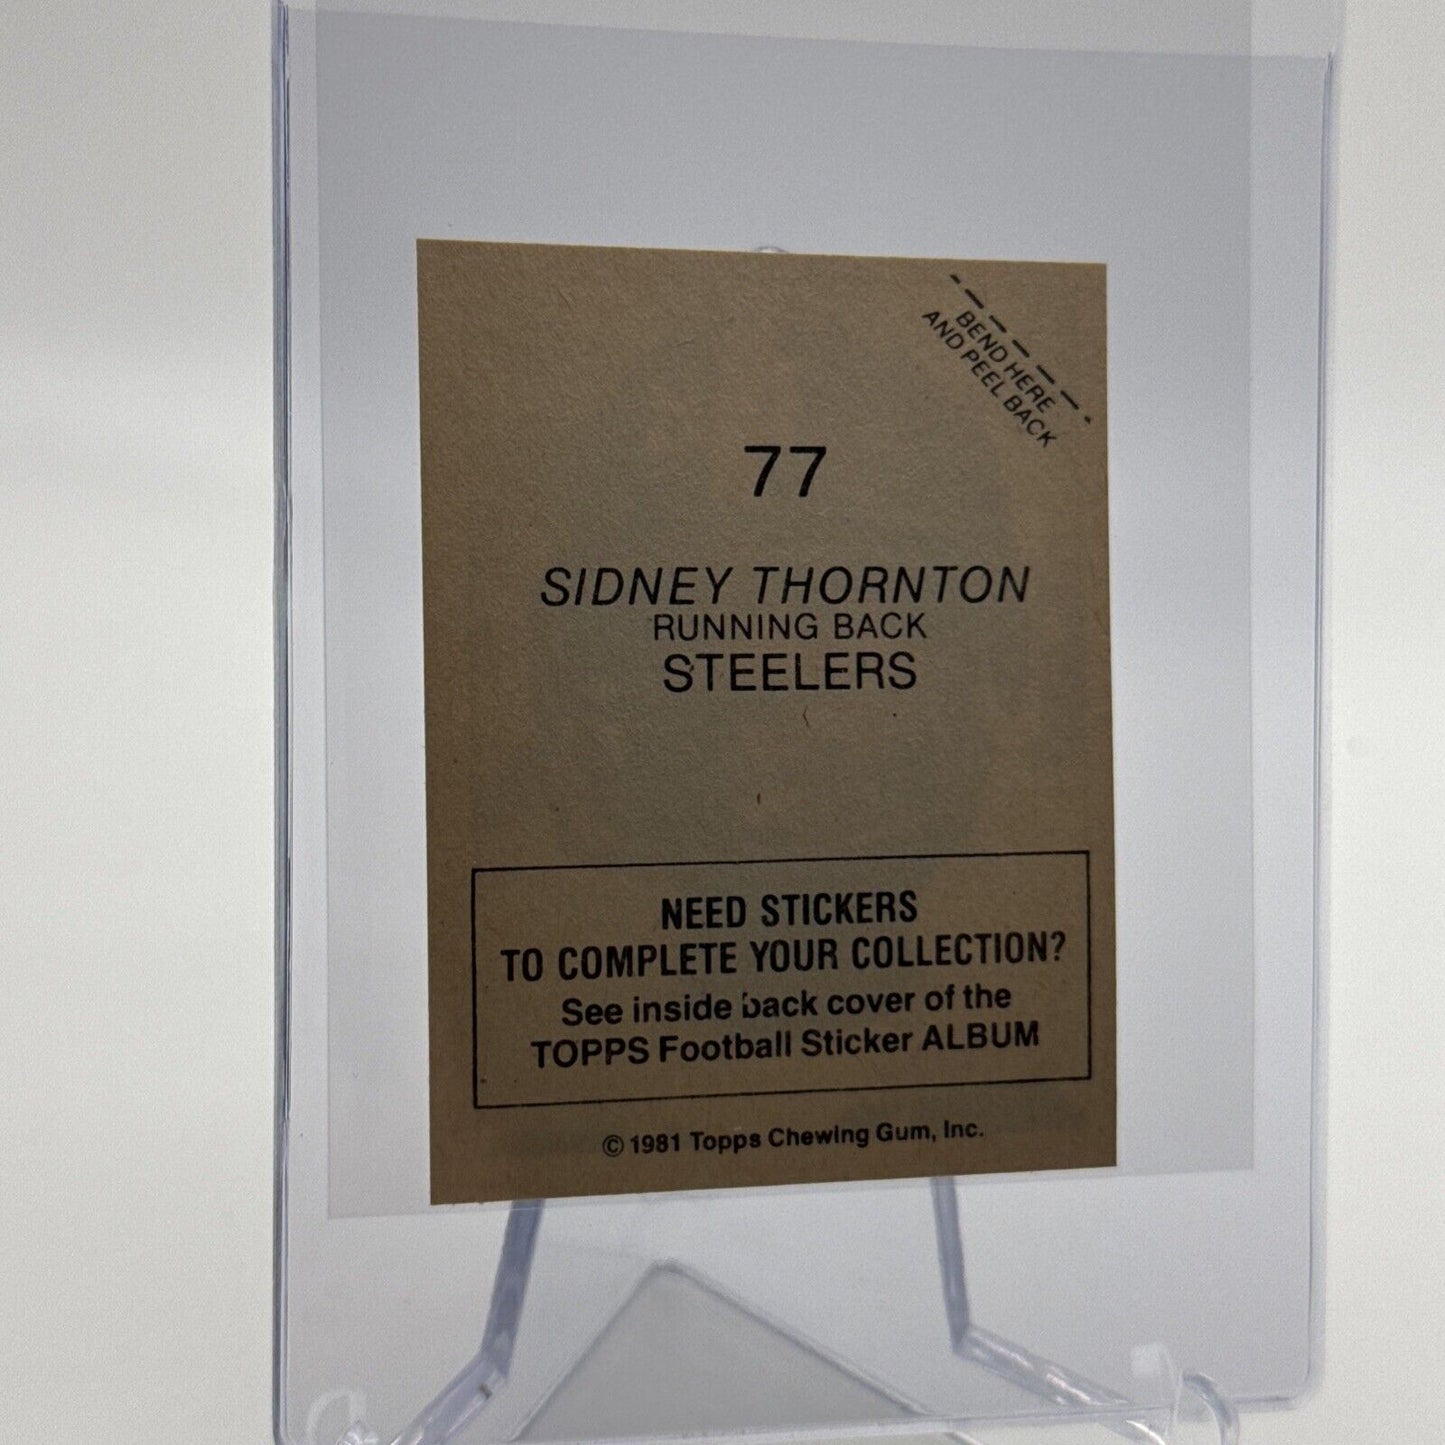 BEND HERE
AND PEEL BACK
77
SIDNEY THORNTON
RUNNING BACK
STEELERS
NEED STICKERS
TO COMPLETE YOUR COLLECTION?
See inside back cover of the
TOPPS Football Sticker ALBUM
© 1981 Topps Chewing Gum, Inc.